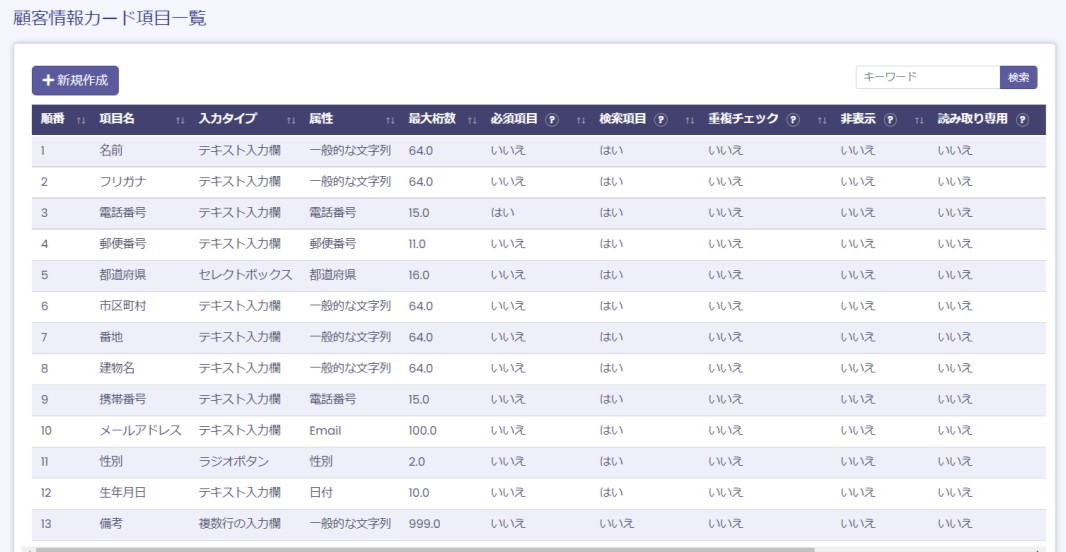 顧客情報カード項目一覧
+新規作成 キーワード 検索
順番 ↑↓ 項目名 ↑↓ 入力タイプ ↑↓ 属性 ↑↓ 最大桁数 ↑↓ 必須項目 ? ↑↓ 検索項目 ? ↑↓ 重複チェック ? ↑↓ 非表示 ? ↑↓ 読み取り専用 ?
1 名前 テキスト入力欄 一般的な文字列 64.0 いいえ はい いいえ いいえ いいえ
2 フリガナ テキスト入力欄 一般的な文字列 64.0 いいえ はい いいえ いいえ いいえ
3 電話番号 テキスト入力欄 電話番号 15.0 はい はい いいえ いいえ いいえ
4 郵便番号 テキスト入力欄 郵便番号 11.0 いいえ はい いいえ いいえ いいえ
5 都道府県 セレクトボックス 都道府県 16.0 いいえ はい いいえ いいえ いいえ
6 市区町村 テキスト入力欄 一般的な文字列 64.0 いいえ はい いいえ いいえ いいえ
7 番地 テキスト入力欄 一般的な文字列 64.0 いいえ はい いいえ いいえ いいえ
8 建物名 テキスト入力欄 一般的な文字列 64.0 いいえ はい いいえ いいえ いいえ
9 携帯番号 テキスト入力欄 電話番号 15.0 いいえ はい いいえ いいえ いいえ
10 メールアドレス テキスト入力欄 Email 100.0 いいえ はい いいえ いいえ いいえ
11 性別 ラジオボタン 性別 2.0 いいえ はい いいえ いいえ いいえ
12 生年月日 テキスト入力欄 日付 10.0 いいえ はい いいえ いいえ いいえ
13 備考 複数行の入力欄 一般的な文字列 999.0 いいえ いいえ いいえ いいえ いいえ